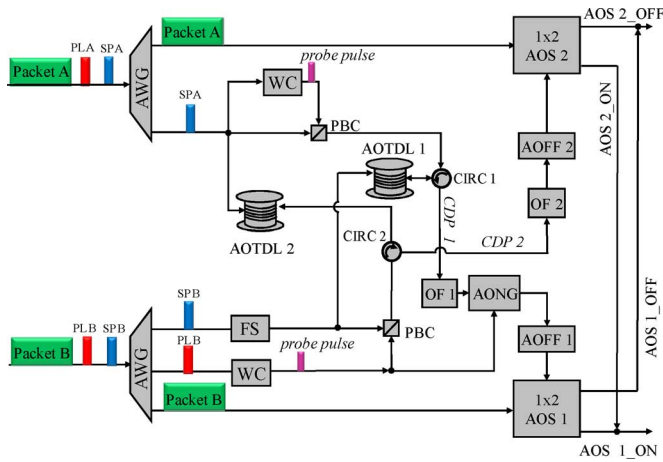 AOS 2_OFF
Packet A
1x2
AOS 2
PLA
SPA
probe pulse
Packet A
AWG
WC
SPA
PBC
AOS 2_ON
AOTDL 1
AOFF 2
CIRC 1
OF 2
AOTDL 2
CIRC 2
CDP 1
CDP 2
OF 1
AONG
SPB
PLB
SPB
FS
PBC
AOFF 1
AOS 1_OFF
PLB
probe pulse
Packet B
AWG
WC
Packet B
1x2
AOS 1
AOS 1_ON